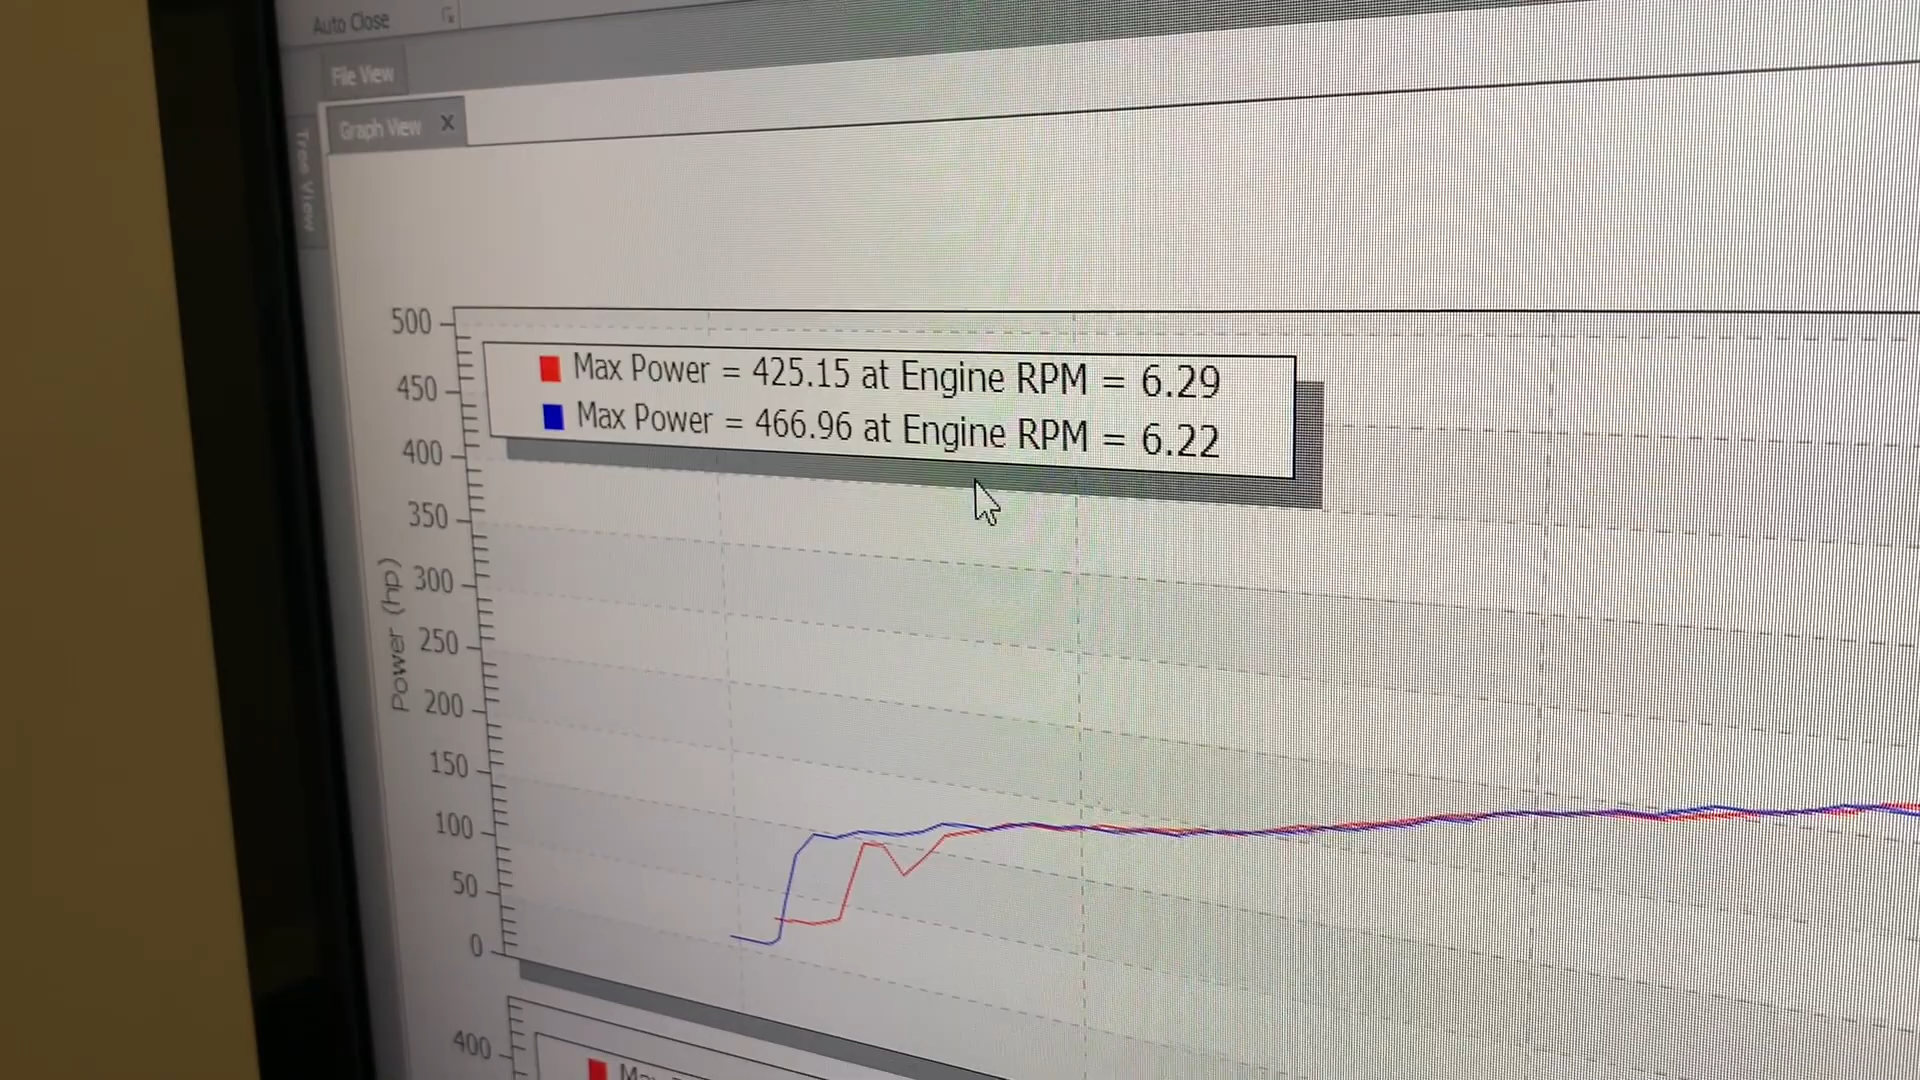 Auto Close
File View
Graph View X
Tree View
500
450
400
350
300
250
200
150
100
50
0
Power (hp)
Max Power = 425.15 at Engine RPM = 6.29
Max Power = 466.96 at Engine RPM = 6.22
400